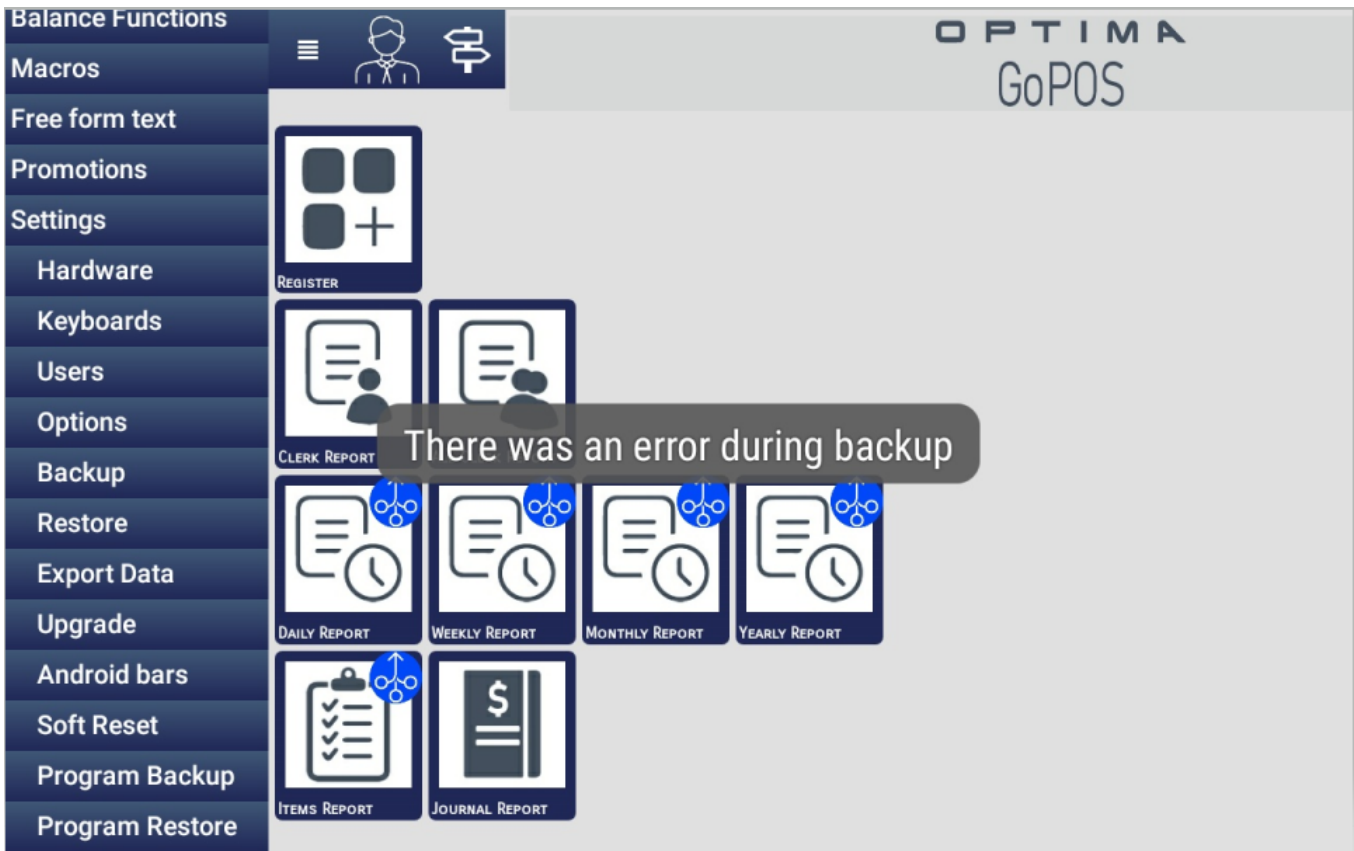 Balance Functions
Macros
Free form text
Promotions
Settings
Hardware
Keyboards
Users
Options
Backup
Restore
Export Data
Upgrade
Android bars
Soft Reset
Program Backup
Program Restore
OPTIMA
GoPOS
REGISTER
CLERK REPORT
There was an error during backup
DAILY REPORT
WEEKLY REPORT
MONTHLY REPORT
YEARLY REPORT
ITEMS REPORT
JOURNAL REPORT